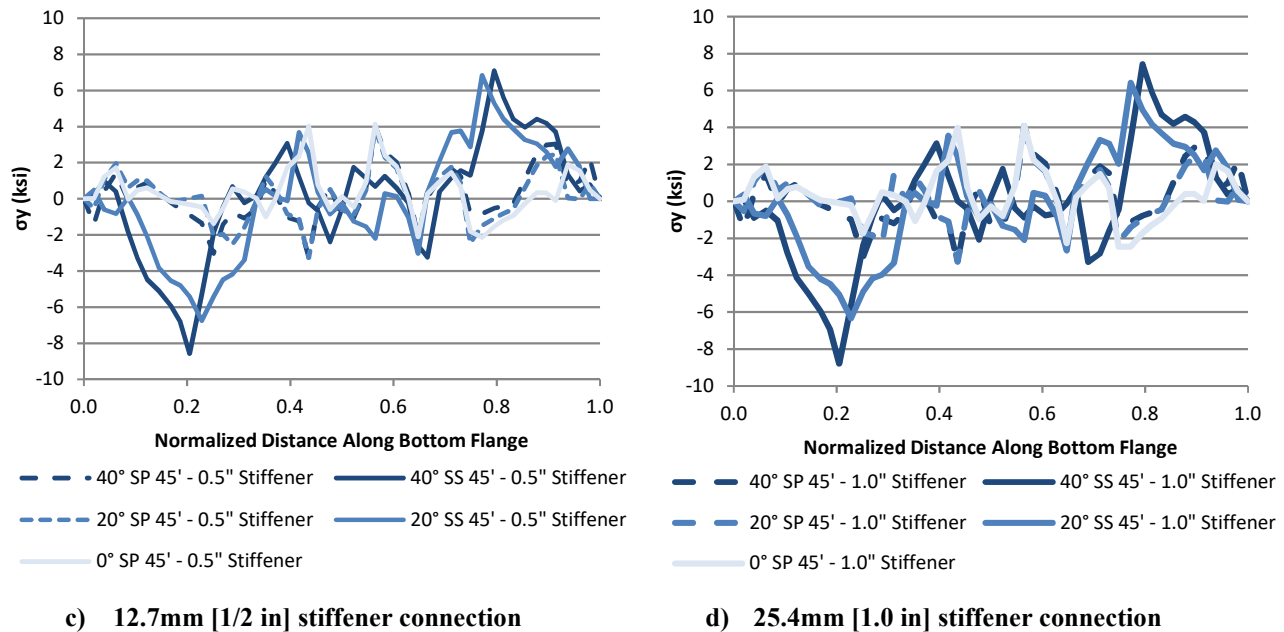 10
8
6
4
2
0
-2
-4
-6
-8
-10
σy (ksi)
0.0 0.2 0.4 0.6 0.8 1.0
Normalized Distance Along Bottom Flange
40° SP 45' - 0.5" Stiffener 40° SS 45' - 0.5" Stiffener
20° SP 45' - 0.5" Stiffener 20° SS 45' - 0.5" Stiffener
0° SP 45' - 0.5" Stiffener
c) 12.7mm [1/2 in] stiffener connection
10
8
6
4
2
0
-2
-4
-6
-8
-10
σy (ksi)
0.0 0.2 0.4 0.6 0.8 1.0
Normalized Distance Along Bottom Flange
40° SP 45' - 1.0" Stiffener 40° SS 45' - 1.0" Stiffener
20° SP 45' - 1.0" Stiffener 20° SS 45' - 1.0" Stiffener
0° SP 45' - 1.0" Stiffener
d) 25.4mm [1.0 in] stiffener connection